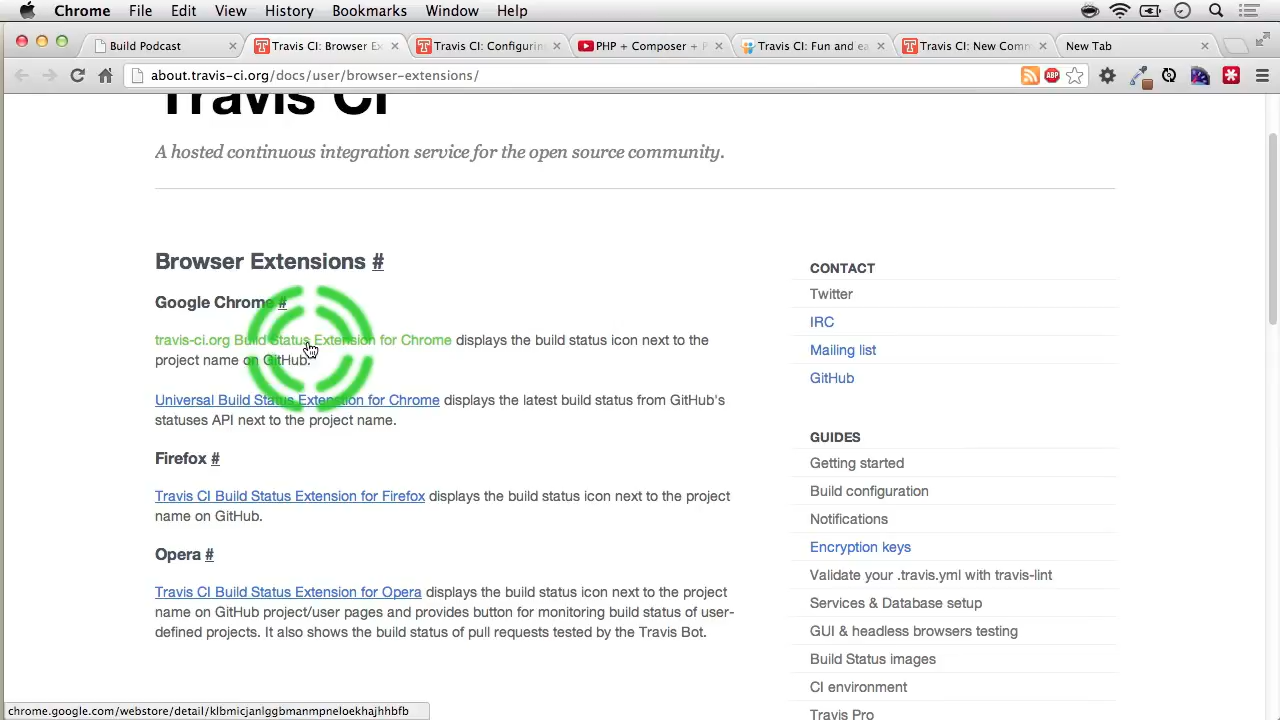 Chrome File Edit View History Bookmarks Window Help
Build Podcast
Travis CI: Browser Ex
Travis CI: Configurin
PHP + Composer + P
Travis CI: Fun and ea
Travis CI: New Comm
New Tab
about.travis-ci.org/docs/user/browser-extensions/
ABP
Travis CI
A hosted continuous integration service for the open source community.
Browser Extensions #
Google Chrome #
travis-ci.org Build Status Extension for Chrome displays the build status icon next to the
project name on GitHub.
Universal Build Status Extenstion for Chrome displays the latest build status from GitHub's
statuses API next to the project name.
Firefox #
Travis CI Build Status Extension for Firefox displays the build status icon next to the project
name on GitHub.
Opera #
Travis CI Build Status Extension for Opera displays the build status icon next to the project
name on GitHub project/user pages and provides button for monitoring build status of user-
defined projects. It also shows the build status of pull requests tested by the Travis Bot.
CONTACT
Twitter
IRC
Mailing list
GitHub
GUIDES
Getting started
Build configuration
Notifications
Encryption keys
Validate your .travis.yml with travis-lint
Services & Database setup
GUI & headless browsers testing
Build Status images
CI environment
Travis Pro
chrome.google.com/webstore/detail/klbmicjanlggbmanmpneloekhajhhbfb